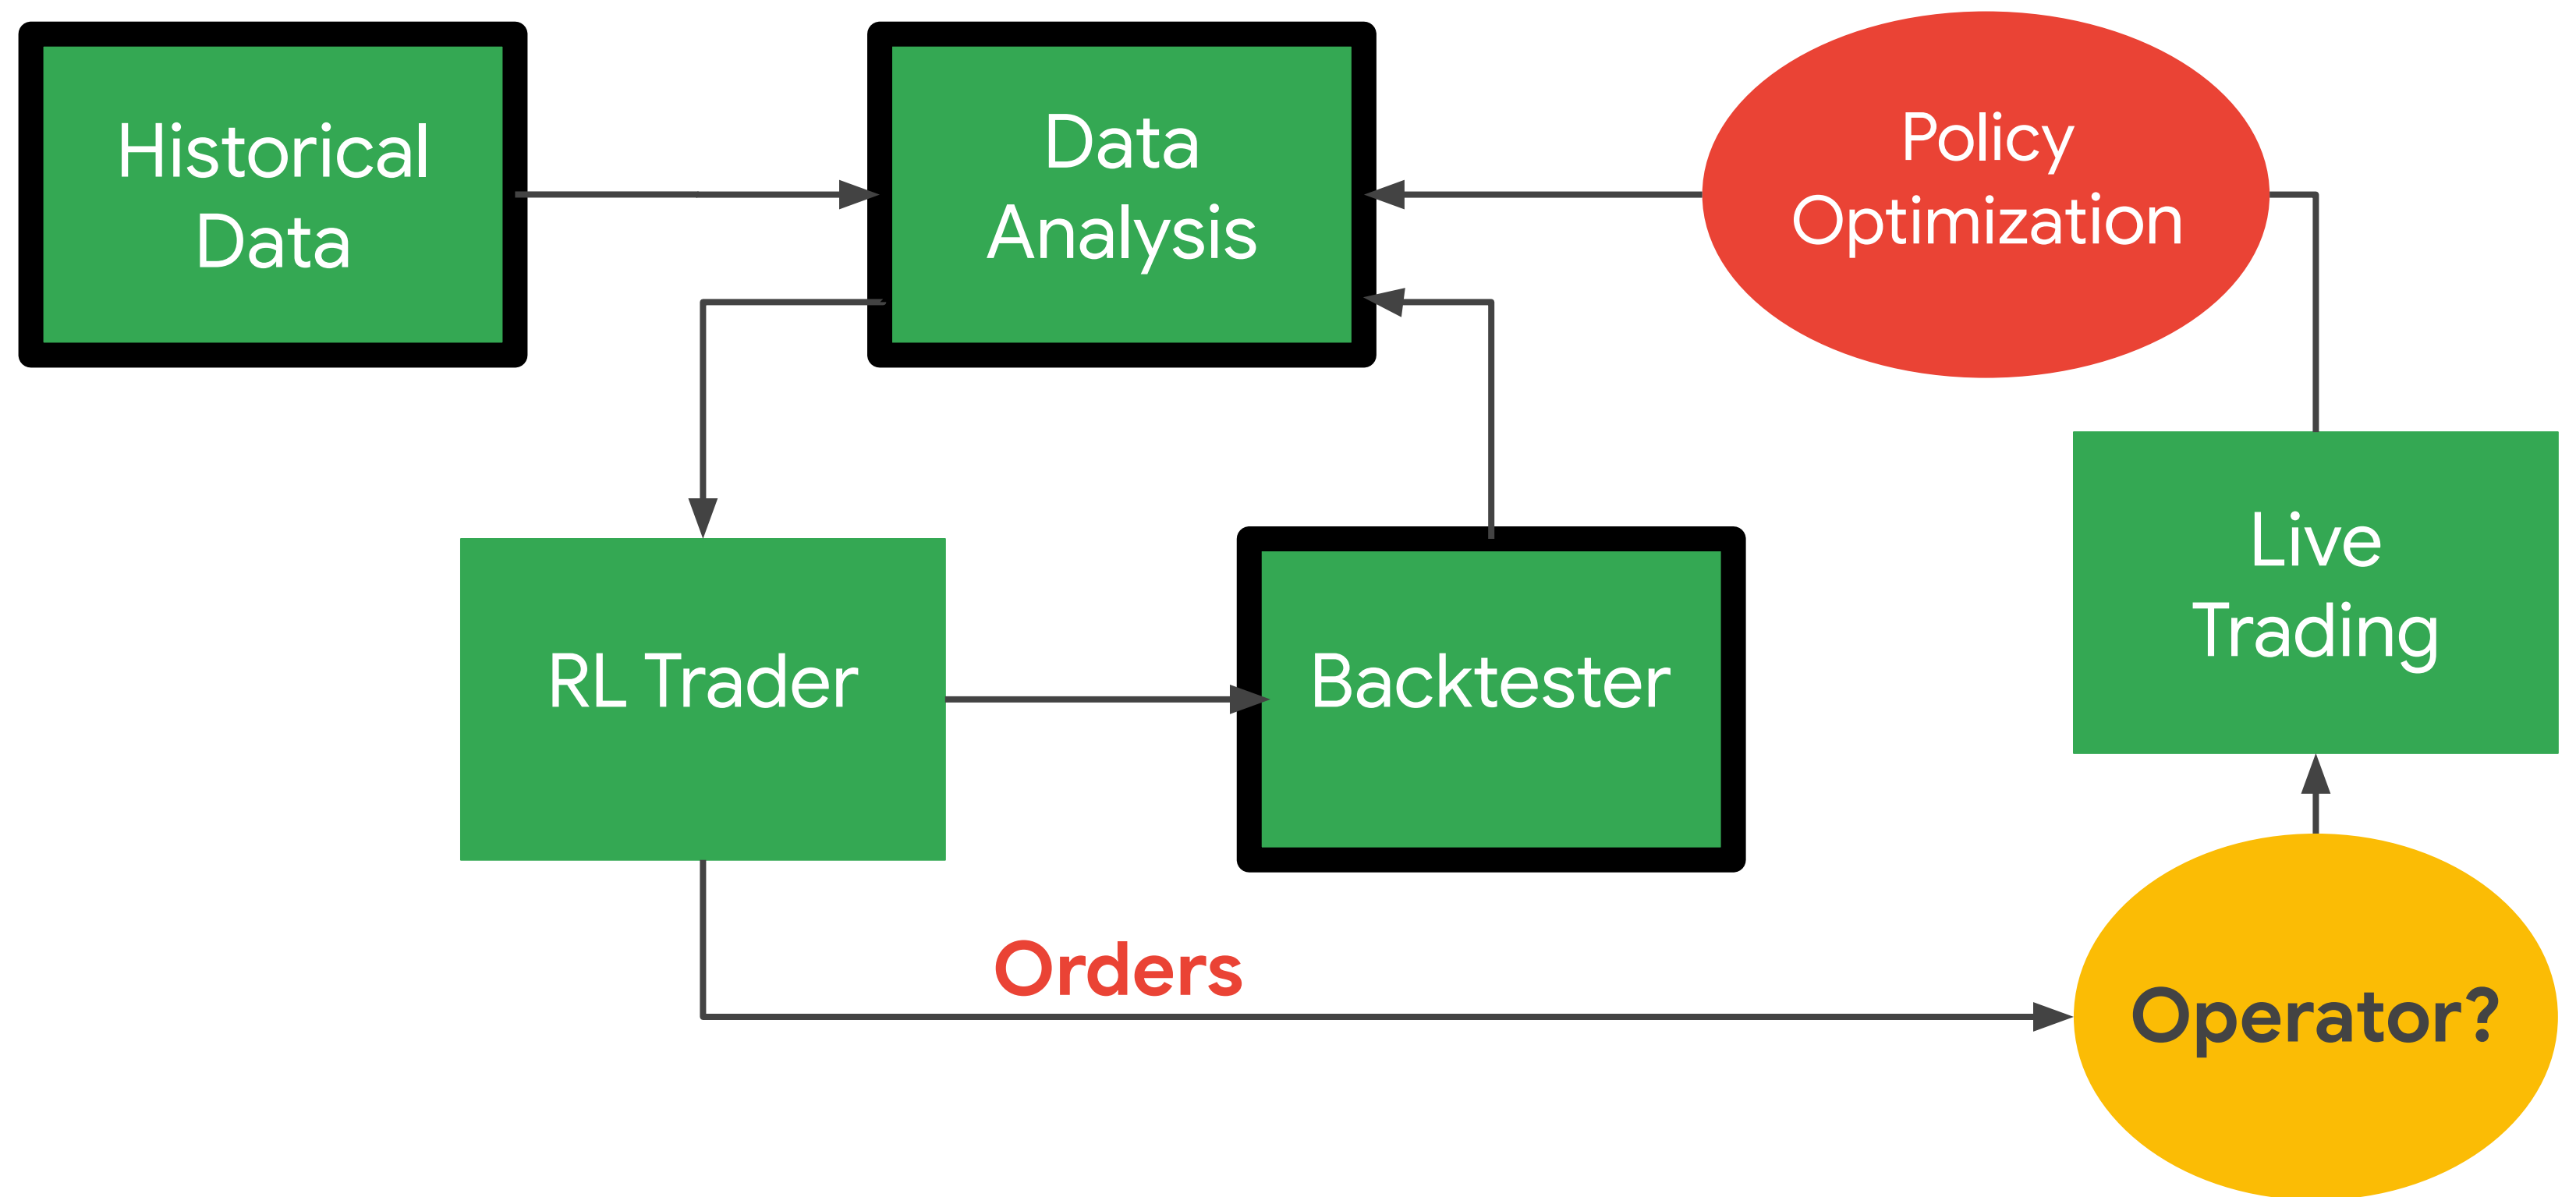 Historical
Data
Data
Analysis
Policy
Optimization
RL Trader
Backtester
Live
Trading
Orders
Operator?